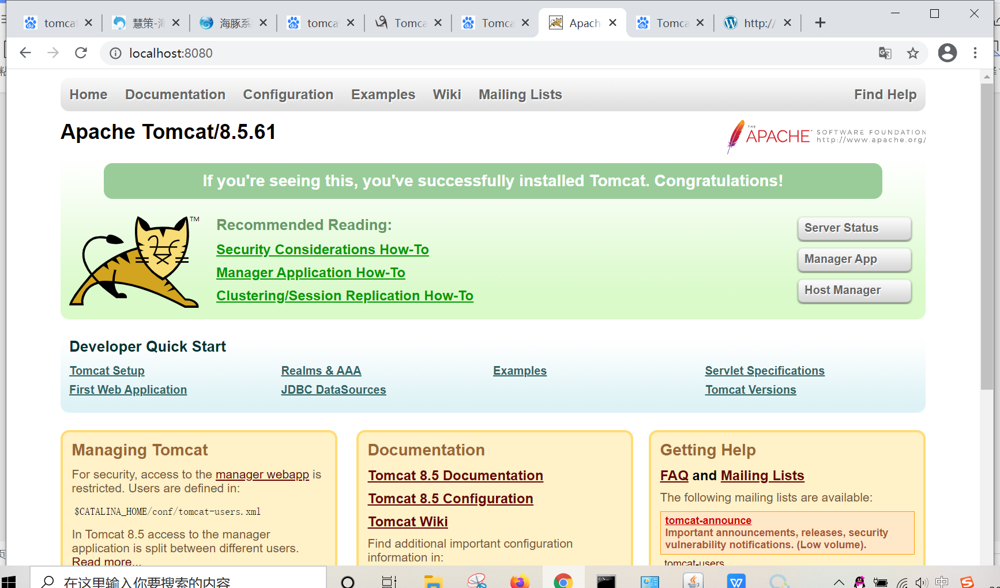 tomca
慧策-海
海豚系
tomca
Tomca
Tomca
Apach
Tomca
http://
localhost:8080
Home Documentation Configuration Examples Wiki Mailing Lists Find Help
Apache Tomcat/8.5.61
THE APACHE SOFTWARE FOUNDATION
http://www.apache.org/
If you're seeing this, you've successfully installed Tomcat. Congratulations!
TM
Recommended Reading:
Security Considerations How-To
Manager Application How-To
Clustering/Session Replication How-To
Server Status
Manager App
Host Manager
Developer Quick Start
Tomcat Setup
First Web Application
Realms & AAA
JDBC DataSources
Examples
Servlet Specifications
Tomcat Versions
Managing Tomcat
For security, access to the manager webapp is
restricted. Users are defined in:
$CATALINA_HOME/conf/tomcat-users.xml
In Tomcat 8.5 access to the manager
application is split between different users.
Read more...
Documentation
Tomcat 8.5 Documentation
Tomcat 8.5 Configuration
Tomcat Wiki
Find additional important configuration
information in:
Getting Help
FAQ and Mailing Lists
The following mailing lists are available:
tomcat-announce
Important announcements, releases, security
vulnerability notifications. (Low volume).
tomcat-users
在这里输入你要搜索的内容
中